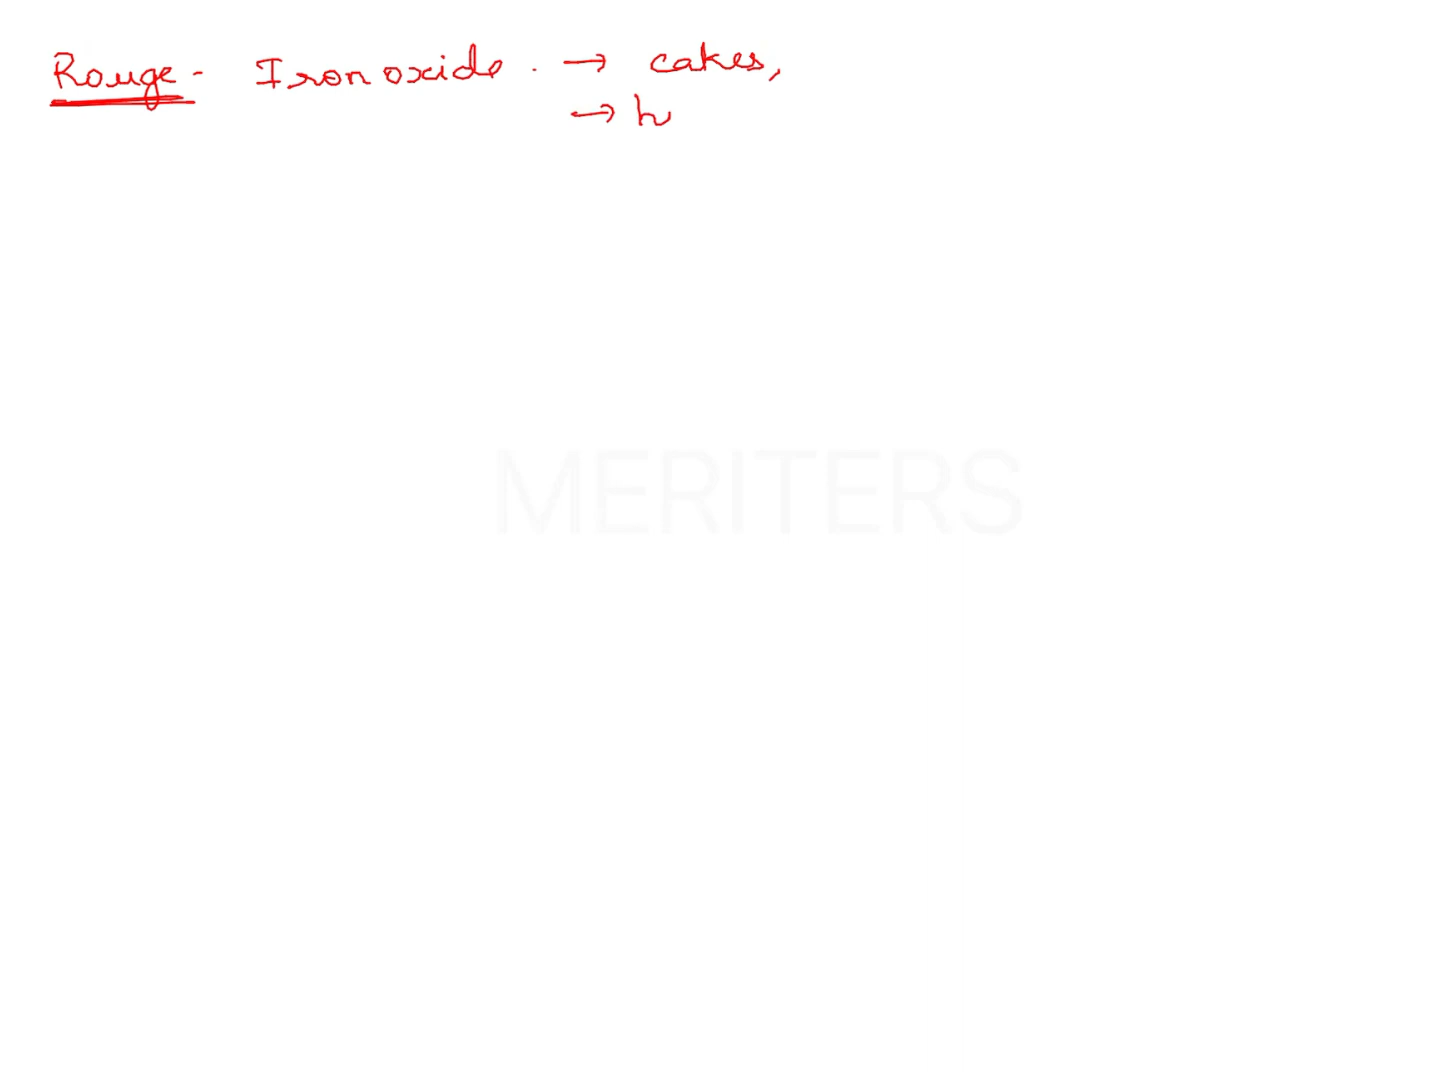 Rouge - Iron oxide. → cakes,
→ h
MERITERS